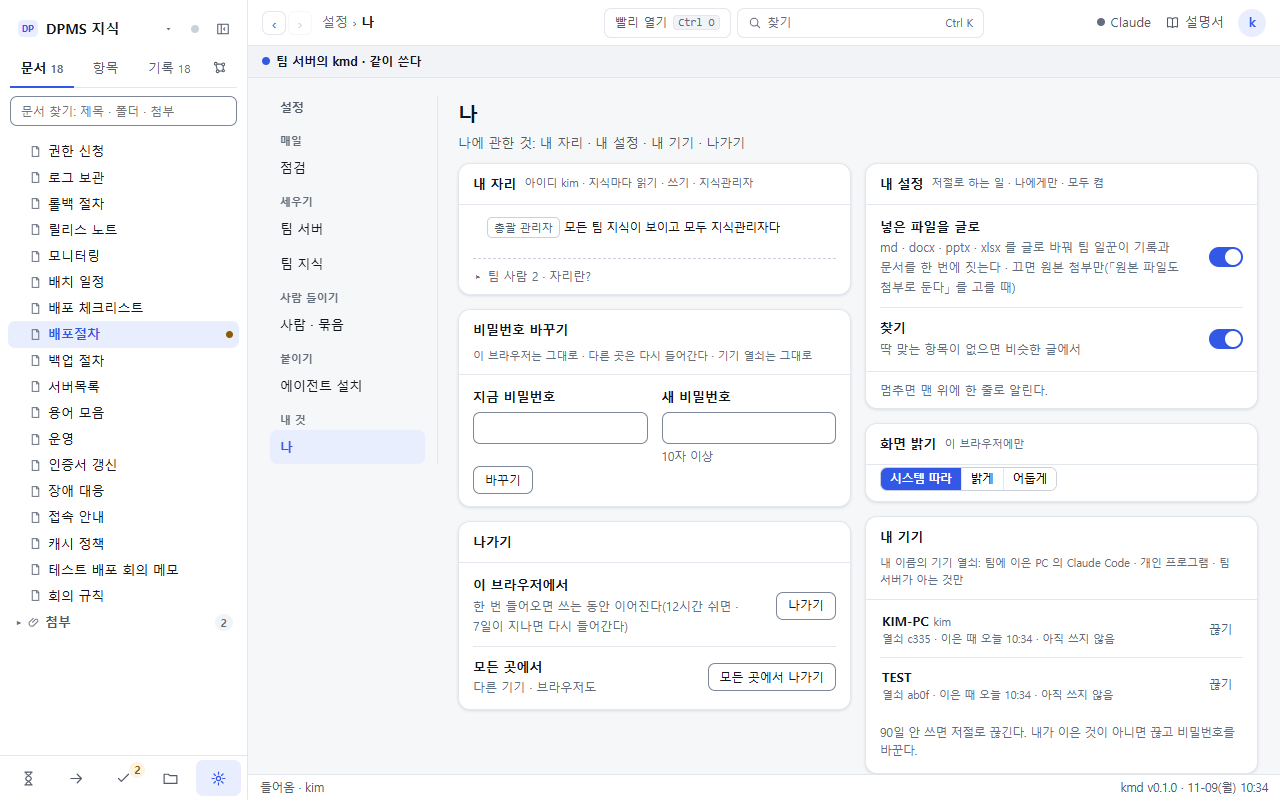 DP DPMS 지식
문서 18 항목 기록 18
문서 찾기: 제목 · 폴더 · 첨부
권한 신청
로그 보관
롤백 절차
릴리스 노트
모니터링
배치 일정
배포 체크리스트
배포절차
백업 절차
서버목록
용어 모음
운영
인증서 갱신
장애 대응
접속 안내
캐시 정책
테스트 배포 회의 메모
회의 규칙
첨부 2
2
설정 › 나
빨리 열기 Ctrl O
찾기 Ctrl K
Claude
설명서
k
팀 서버의 kmd · 같이 쓴다
설정
매일
점검
세우기
팀 서버
팀 지식
사람 들이기
사람 · 묶음
붙이기
에이전트 설치
내 것
나
나
나에 관한 것: 내 자리 · 내 설정 · 내 기기 · 나가기
내 자리 아이디 kim · 지식마다 읽기 · 쓰기 · 지식관리자
총괄 관리자 모든 팀 지식이 보이고 모두 지식관리자다
▸ 팀 사람 2 · 자리란?
비밀번호 바꾸기
이 브라우저는 그대로 · 다른 곳은 다시 들어간다 · 기기 열쇠는 그대로
지금 비밀번호
새 비밀번호
10자 이상
바꾸기
나가기
이 브라우저에서
한 번 들어오면 쓰는 동안 이어진다(12시간 쉬면 ·
7일이 지나면 다시 들어간다)
나가기
모든 곳에서
다른 기기 · 브라우저도
모든 곳에서 나가기
내 설정 저절로 하는 일 · 나에게만 · 모두 켬
넣은 파일을 글로
md · docx · pptx · xlsx 를 글로 바꿔 팀 일꾼이 기록과
문서를 한 번에 짓는다 · 끄면 원본 첨부만(「원본 파일도
첨부로 둔다」 를 고를 때)
찾기
딱 맞는 항목이 없으면 비슷한 글에서
멈추면 맨 위에 한 줄로 알린다.
화면 밝기 이 브라우저에만
시스템 따라 밝게 어둡게
내 기기
내 이름의 기기 열쇠: 팀에 이은 PC 의 Claude Code · 개인 프로그램 · 팀
서버가 아는 것만
KIM-PC kim
열쇠 c335 · 이은 때 오늘 10:34 · 아직 쓰지 않음
끊기
TEST
열쇠 ab0f · 이은 때 오늘 10:34 · 아직 쓰지 않음
끊기
90일 안 쓰면 저절로 끊긴다. 내가 이은 것이 아니면 끊고 비밀번호를
바꾼다.
들어옴 · kim
kmd v0.1.0 · 11-09(월) 10:34